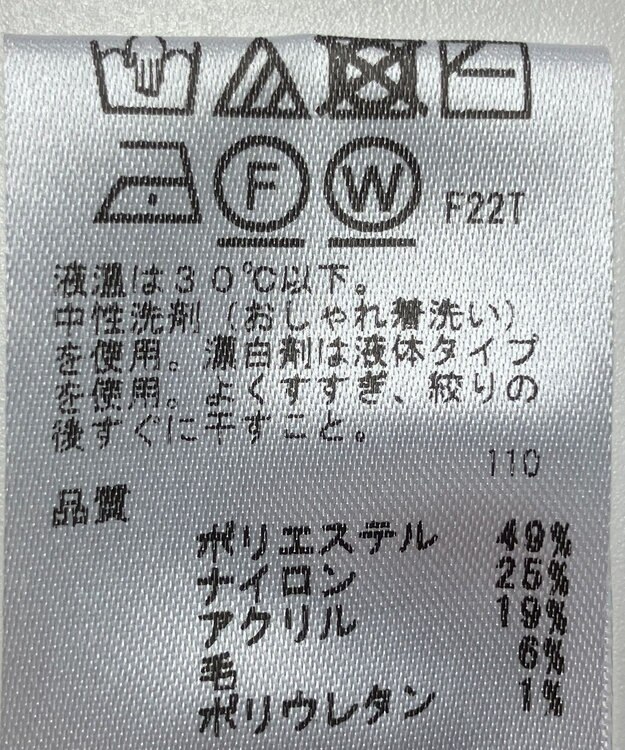 F W F22T
液温は30℃以下。
中性洗剤(おしゃれ着洗い)
を使用。漂白剤は液体タイプ
を使用。よくすすぎ、絞りの
後すぐに干すこと。
110
品質
ポリエステル 49%
ナイロン 25%
アクリル 19%
毛 6%
ポリウレタン 1%